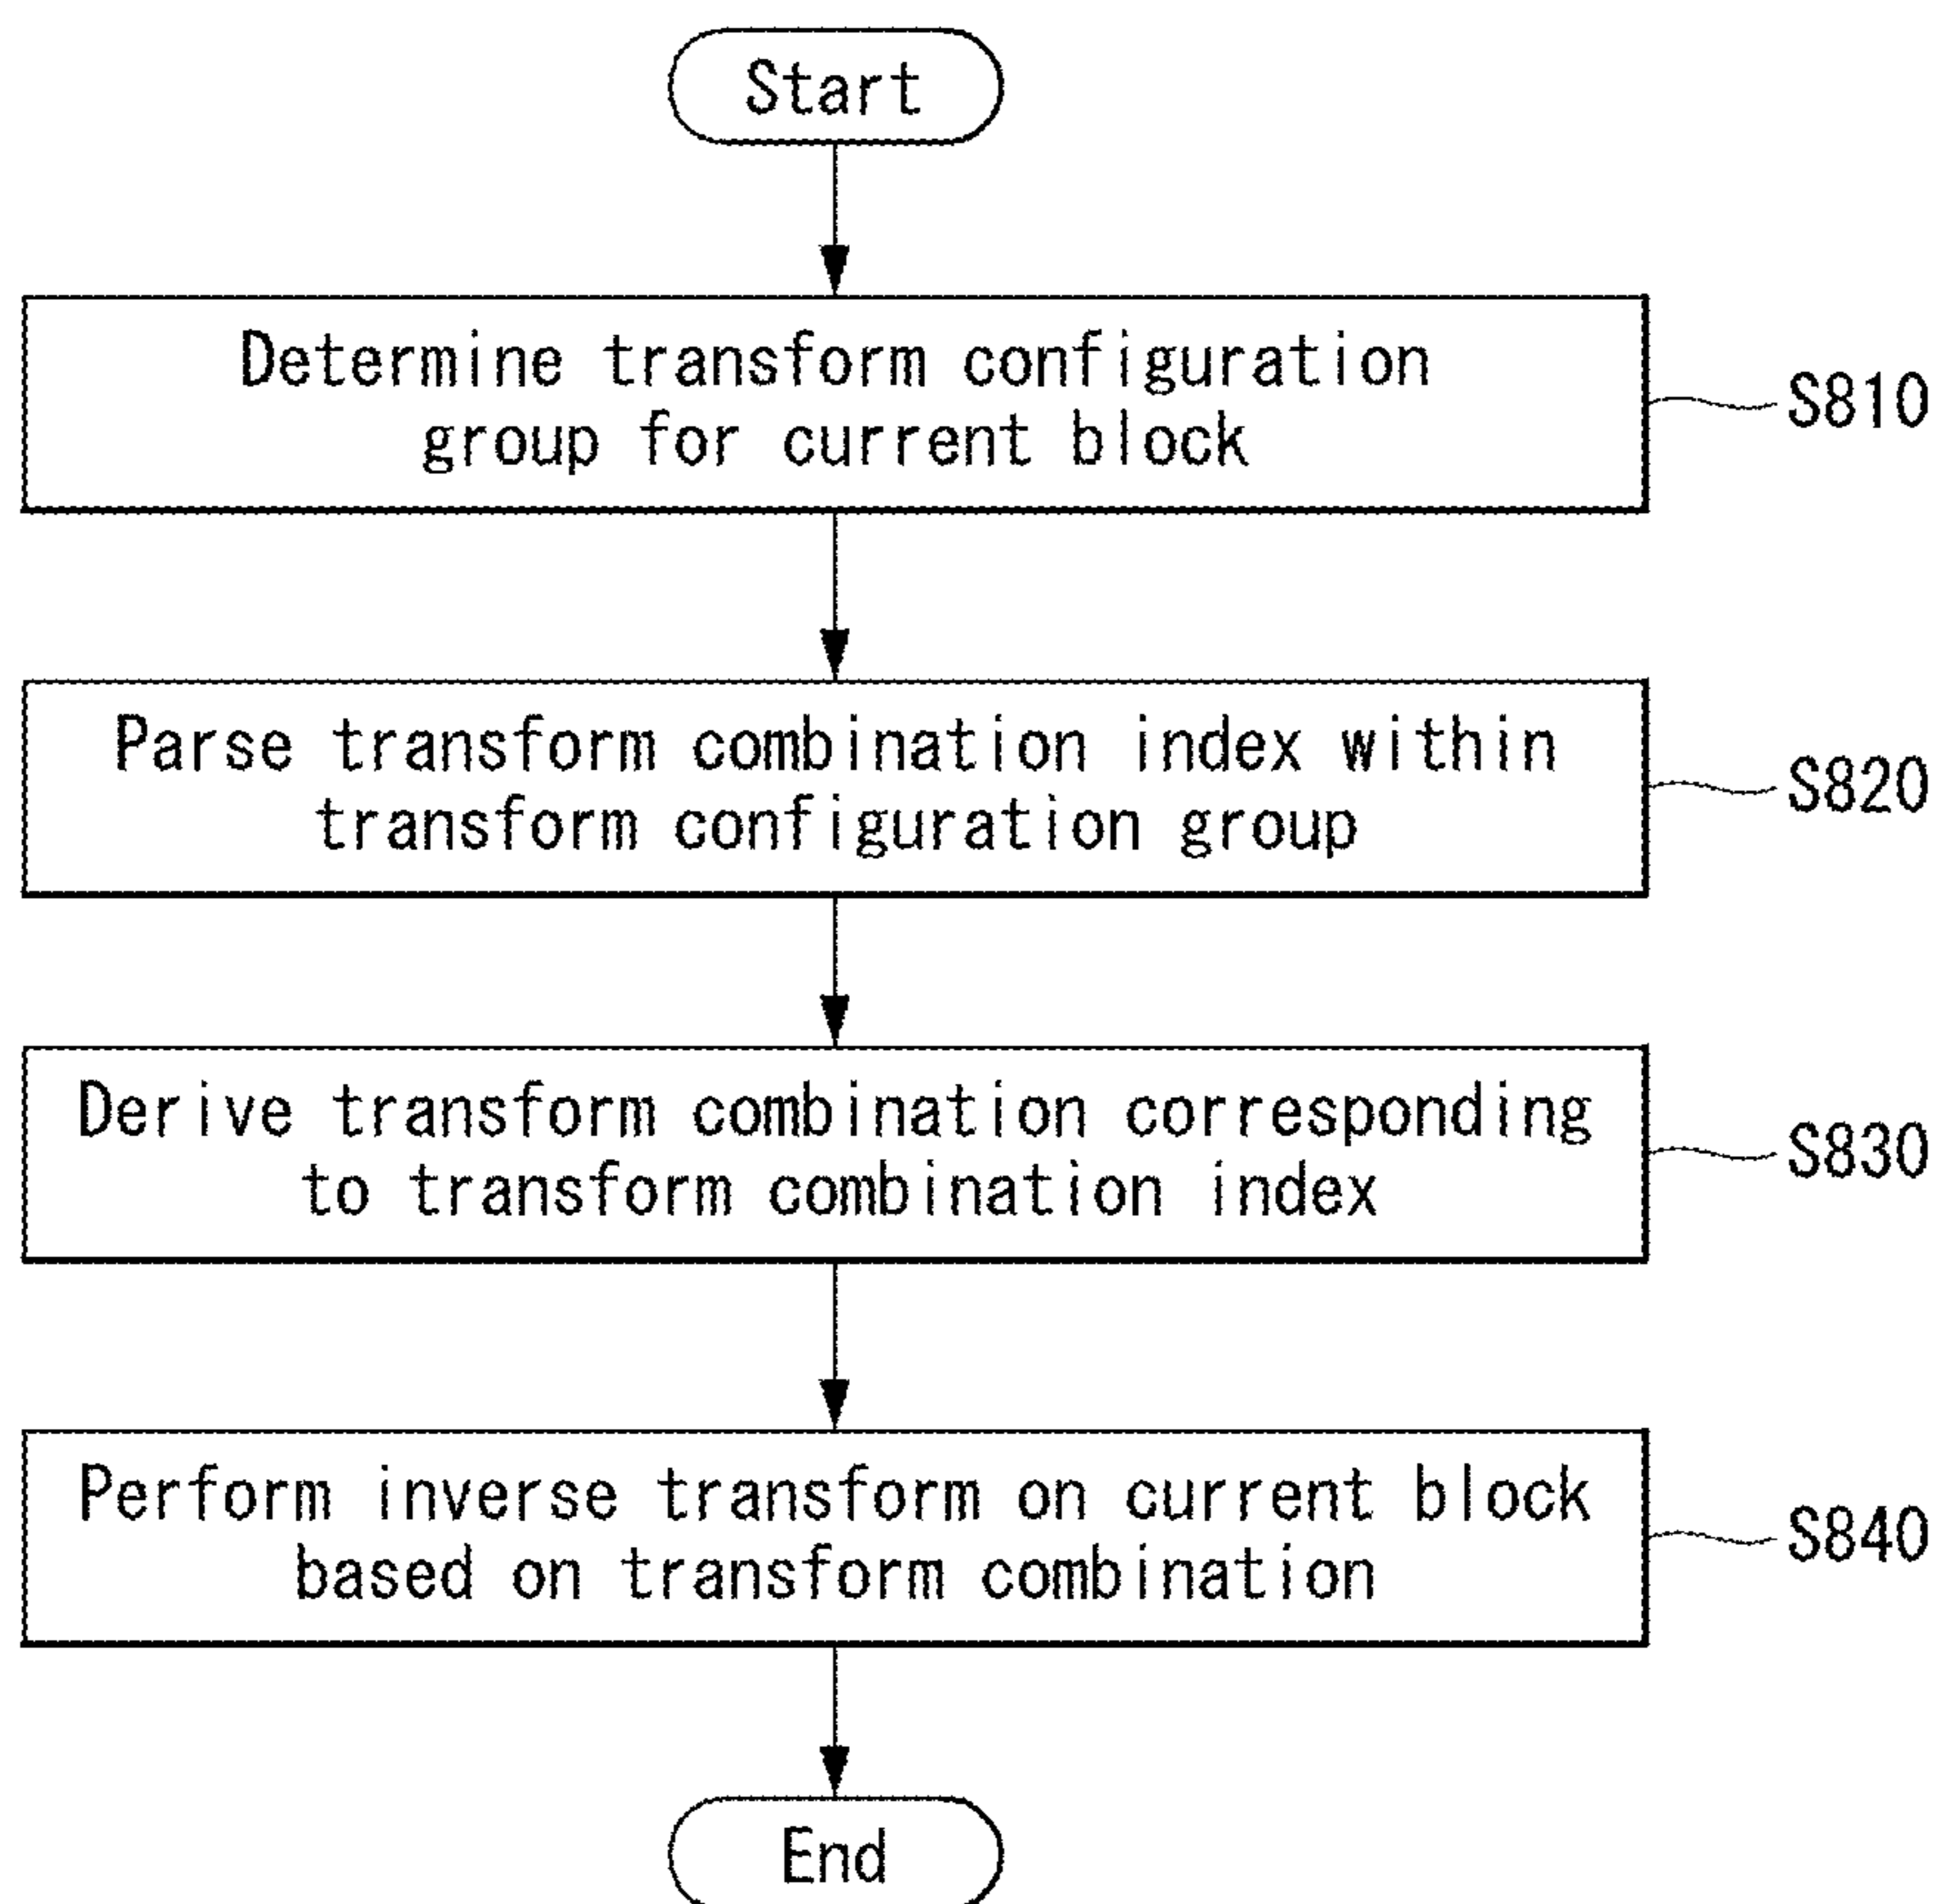 Start
Determine transform configuration
group for current block
S810
Parse transform combination index within
transform configuration group
S820
Derive transform combination corresponding
to transform combination index
S830
Perform inverse transform on current block
based on transform combination
S840
End